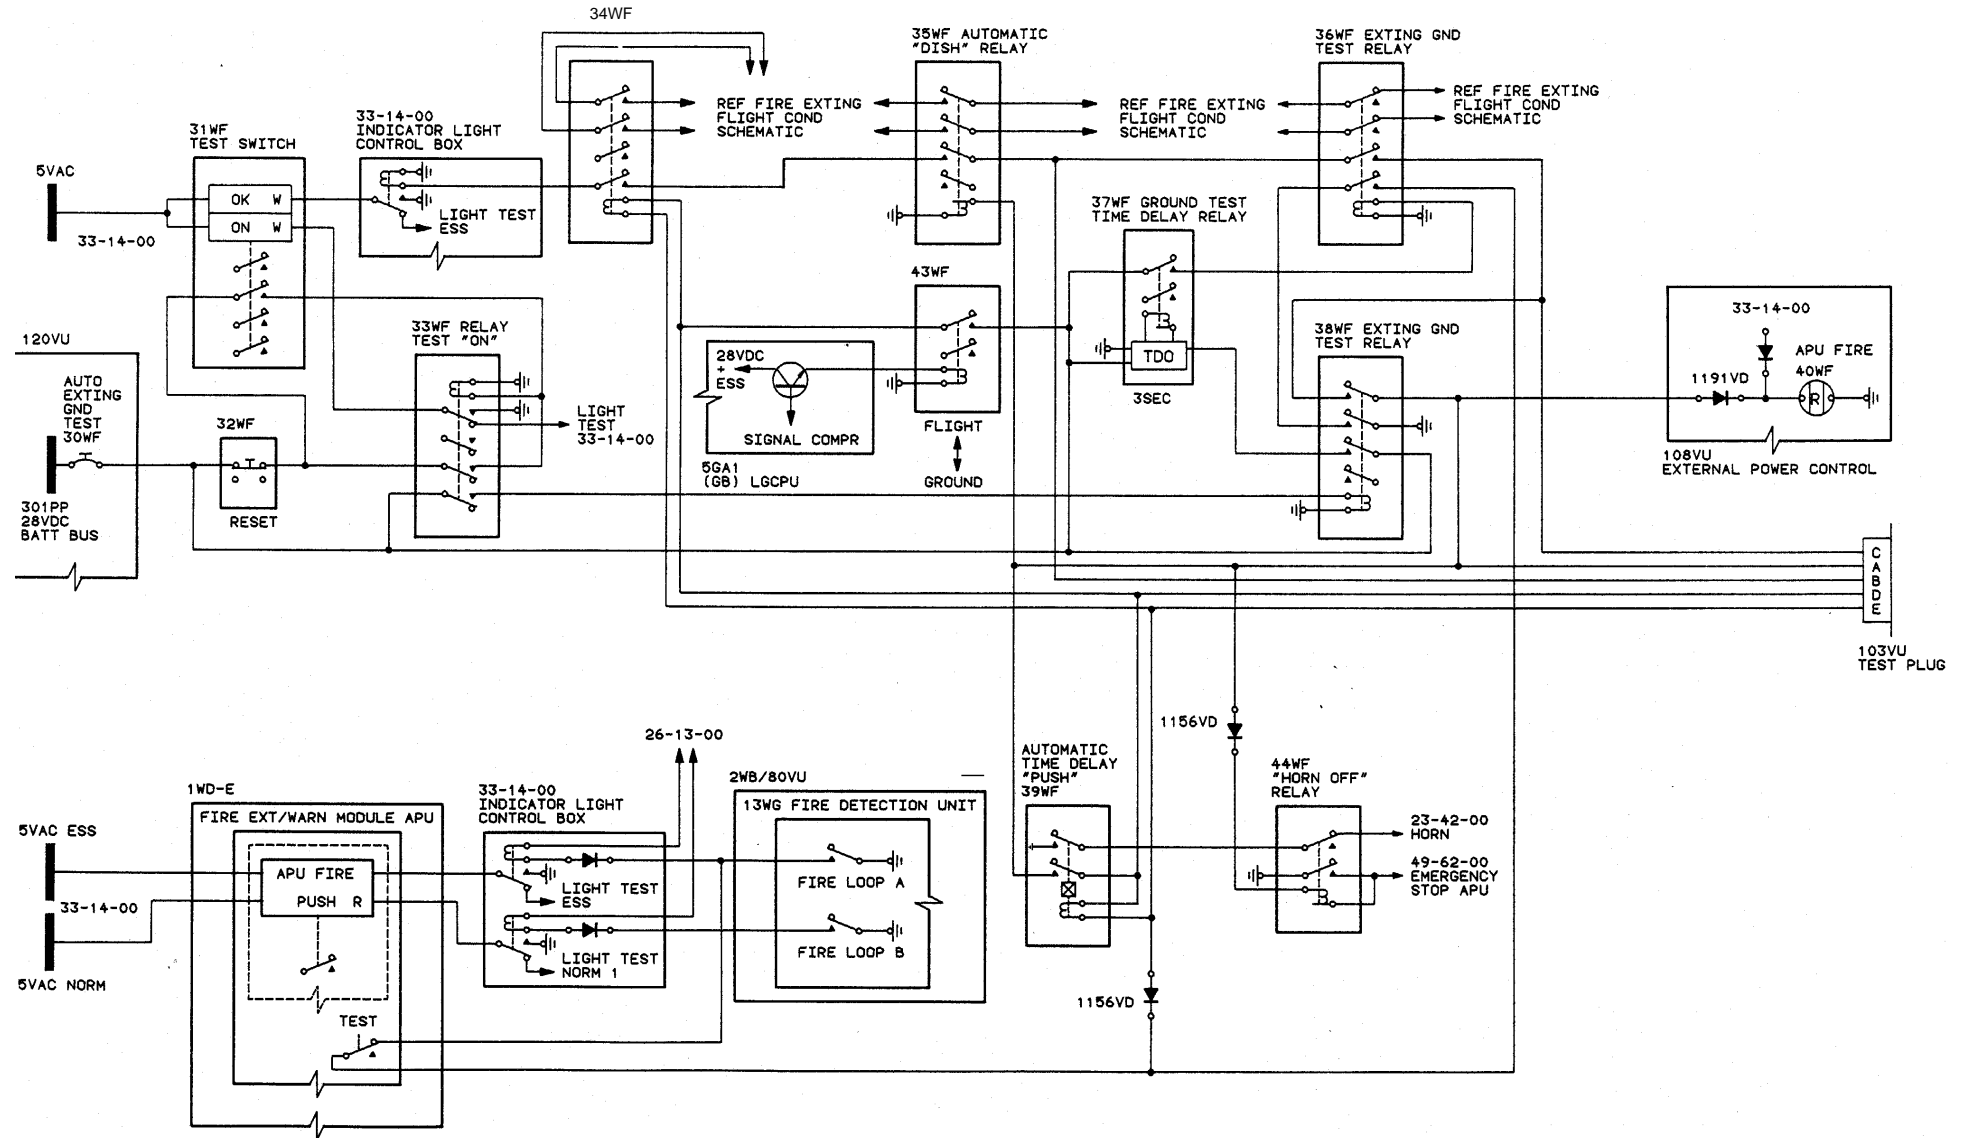 34WF
35WF AUTOMATIC
"DISH" RELAY
36WF EXTING GND
TEST RELAY
REF FIRE EXTING
FLIGHT COND
SCHEMATIC
REF FIRE EXTING
FLIGHT COND
SCHEMATIC
REF FIRE EXTING
FLIGHT COND
SCHEMATIC
31WF
TEST SWITCH
33-14-00
INDICATOR LIGHT
CONTROL BOX
5VAC
OK W
ON W
33-14-00
LIGHT TEST
ESS
37WF GROUND TEST
TIME DELAY RELAY
TDO
3SEC
43WF
FLIGHT
GROUND
28VDC
+
ESS
SIGNAL COMPR
5GA1
(GB) LGCPU
33WF RELAY
TEST "ON"
LIGHT
TEST
33-14-00
38WF EXTING GND
TEST RELAY
33-14-00
APU FIRE
40WF
1191VD
R
108VU
EXTERNAL POWER CONTROL
120VU
AUTO
EXTING
GND
TEST
30WF
32WF
RESET
301PP
28VDC
BATT BUS
C
A
B
D
E
103VU
TEST PLUG
1156VD
26-13-00
AUTOMATIC
TIME DELAY
"PUSH"
39WF
44WF
"HORN OFF"
RELAY
23-42-00
HORN
49-62-00
EMERGENCY
STOP APU
1156VD
1WD-E
FIRE EXT/WARN MODULE APU
5VAC ESS
33-14-00
5VAC NORM
APU FIRE
PUSH R
TEST
33-14-00
INDICATOR LIGHT
CONTROL BOX
LIGHT TEST
ESS
LIGHT TEST
NORM 1
2WB/80VU
13WG FIRE DETECTION UNIT
FIRE LOOP A
FIRE LOOP B